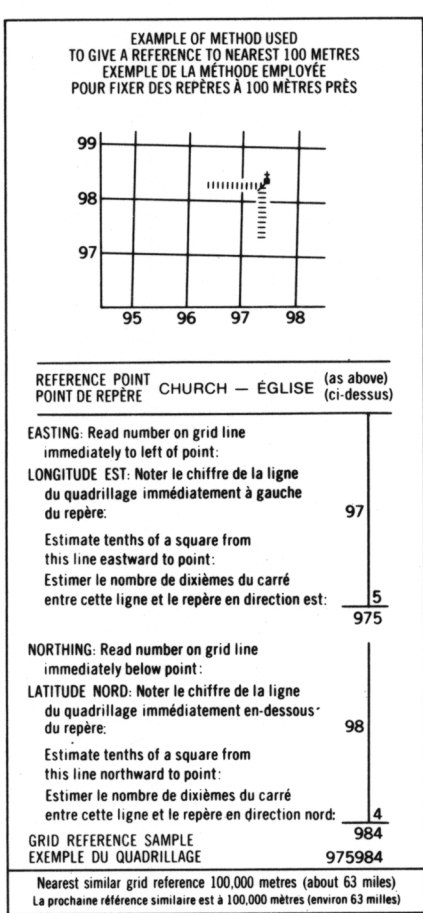 EXAMPLE OF METHOD USED
TO GIVE A REFERENCE TO NEAREST 100 METRES
EXEMPLE DE LA MÉTHODE EMPLOYÉE
POUR FIXER DES REPÈRES À 100 MÈTRES PRÈS
99
98
97
95 96 97 98
REFERENCE POINT
POINT DE REPÈRE
CHURCH — ÉGLISE
(as above)
(ci-dessus)
EASTING: Read number on grid line
immediately to left of point:
LONGITUDE EST: Noter le chiffre de la ligne
du quadrillage immédiatement à gauche
du repère: 97
Estimate tenths of a square from
this line eastward to point:
Estimer le nombre de dixièmes du carré
entre cette ligne et le repère en direction est: 5
975
NORTHING: Read number on grid line
immediately below point:
LATITUDE NORD: Noter le chiffre de la ligne
du quadrillage immédiatement en-dessous
du repère: 98
Estimate tenths of a square from
this line northward to point:
Estimer le nombre de dixièmes du carré
entre cette ligne et le repère en direction nord: 4
984
GRID REFERENCE SAMPLE
EXEMPLE DU QUADRILLAGE 975984
Nearest similar grid reference 100,000 metres (about 63 miles)
La prochaine référence similaire est à 100,000 mètres (environ 63 milles)